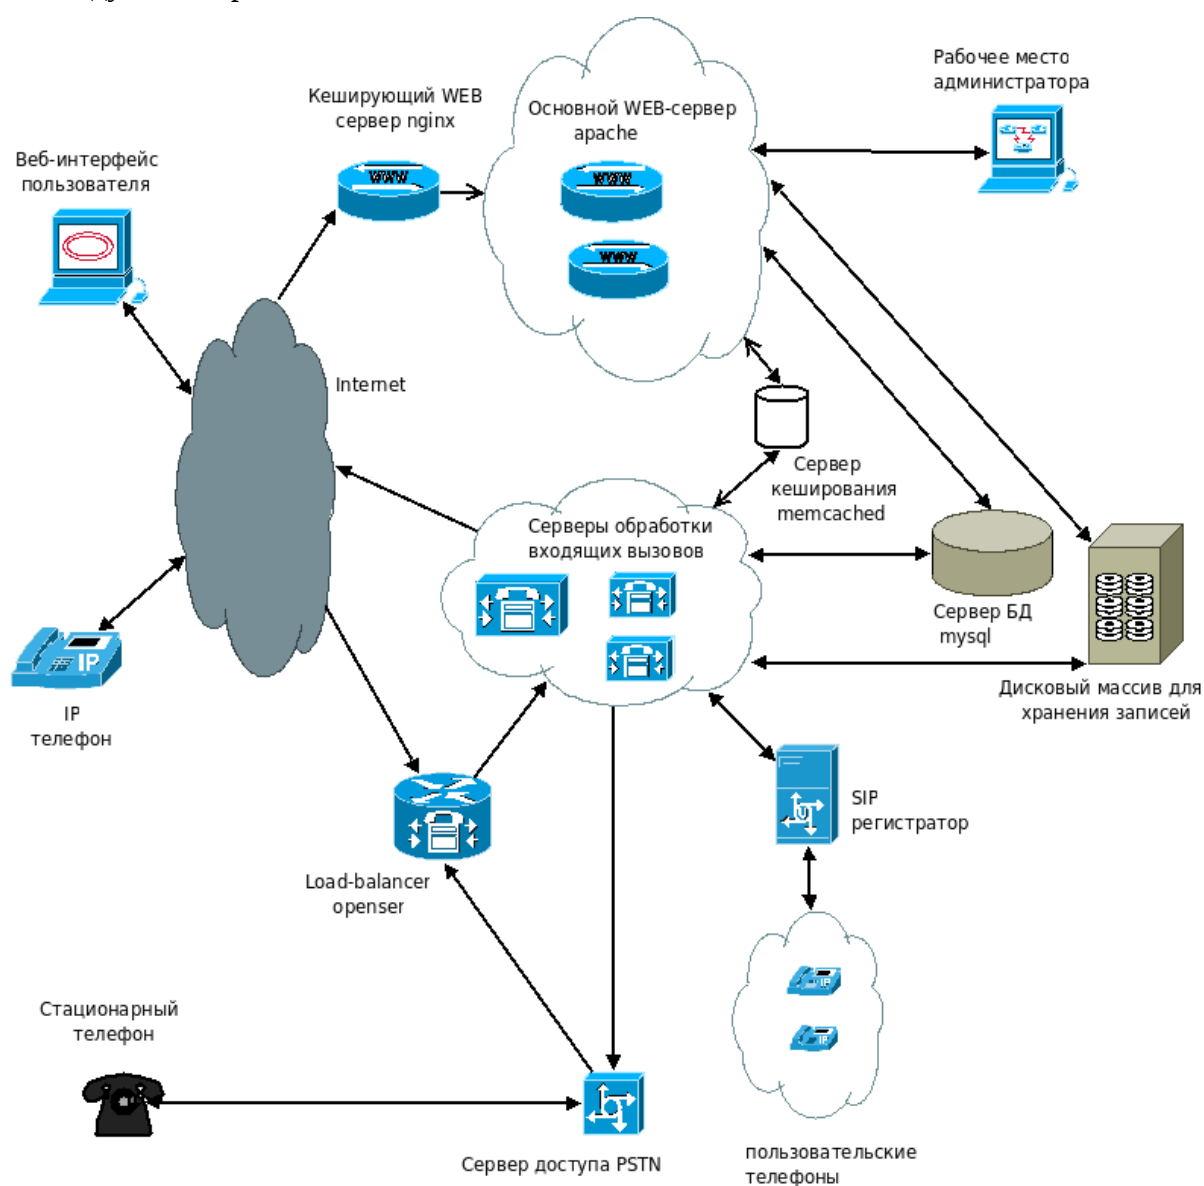 Рабочее место
администратора
Кеширующий WEB
сервер nginx
Основной WEB-сервер
apache
www
www
www
Веб-интерфейс
пользователя
Internet
Сервер
кеширования
memcached
Серверы обработки
входящих вызовов
Сервер БД
mysql
Дисковый массив для
хранения записей
IP
IP
телефон
SIP
регистратор
Load-balancer
openser
IP
IP
Стационарный
телефон
Сервер доступа PSTN
пользовательские
телефоны